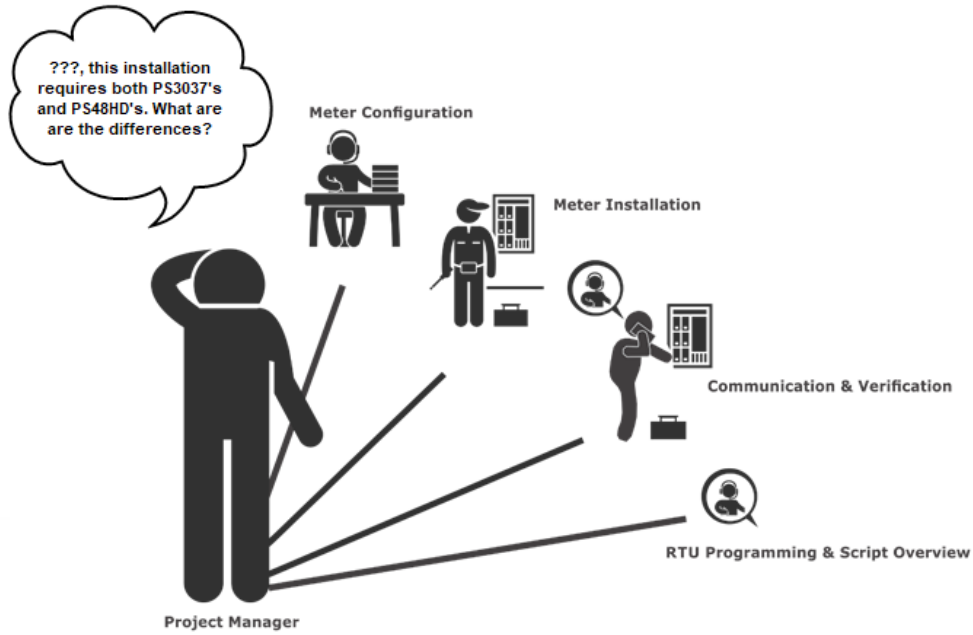 ???, this installation
requires both PS3037's
and PS48HD's. What are
are the differences?
Meter Configuration
Meter Installation
Communication & Verification
RTU Programming & Script Overview
Project Manager